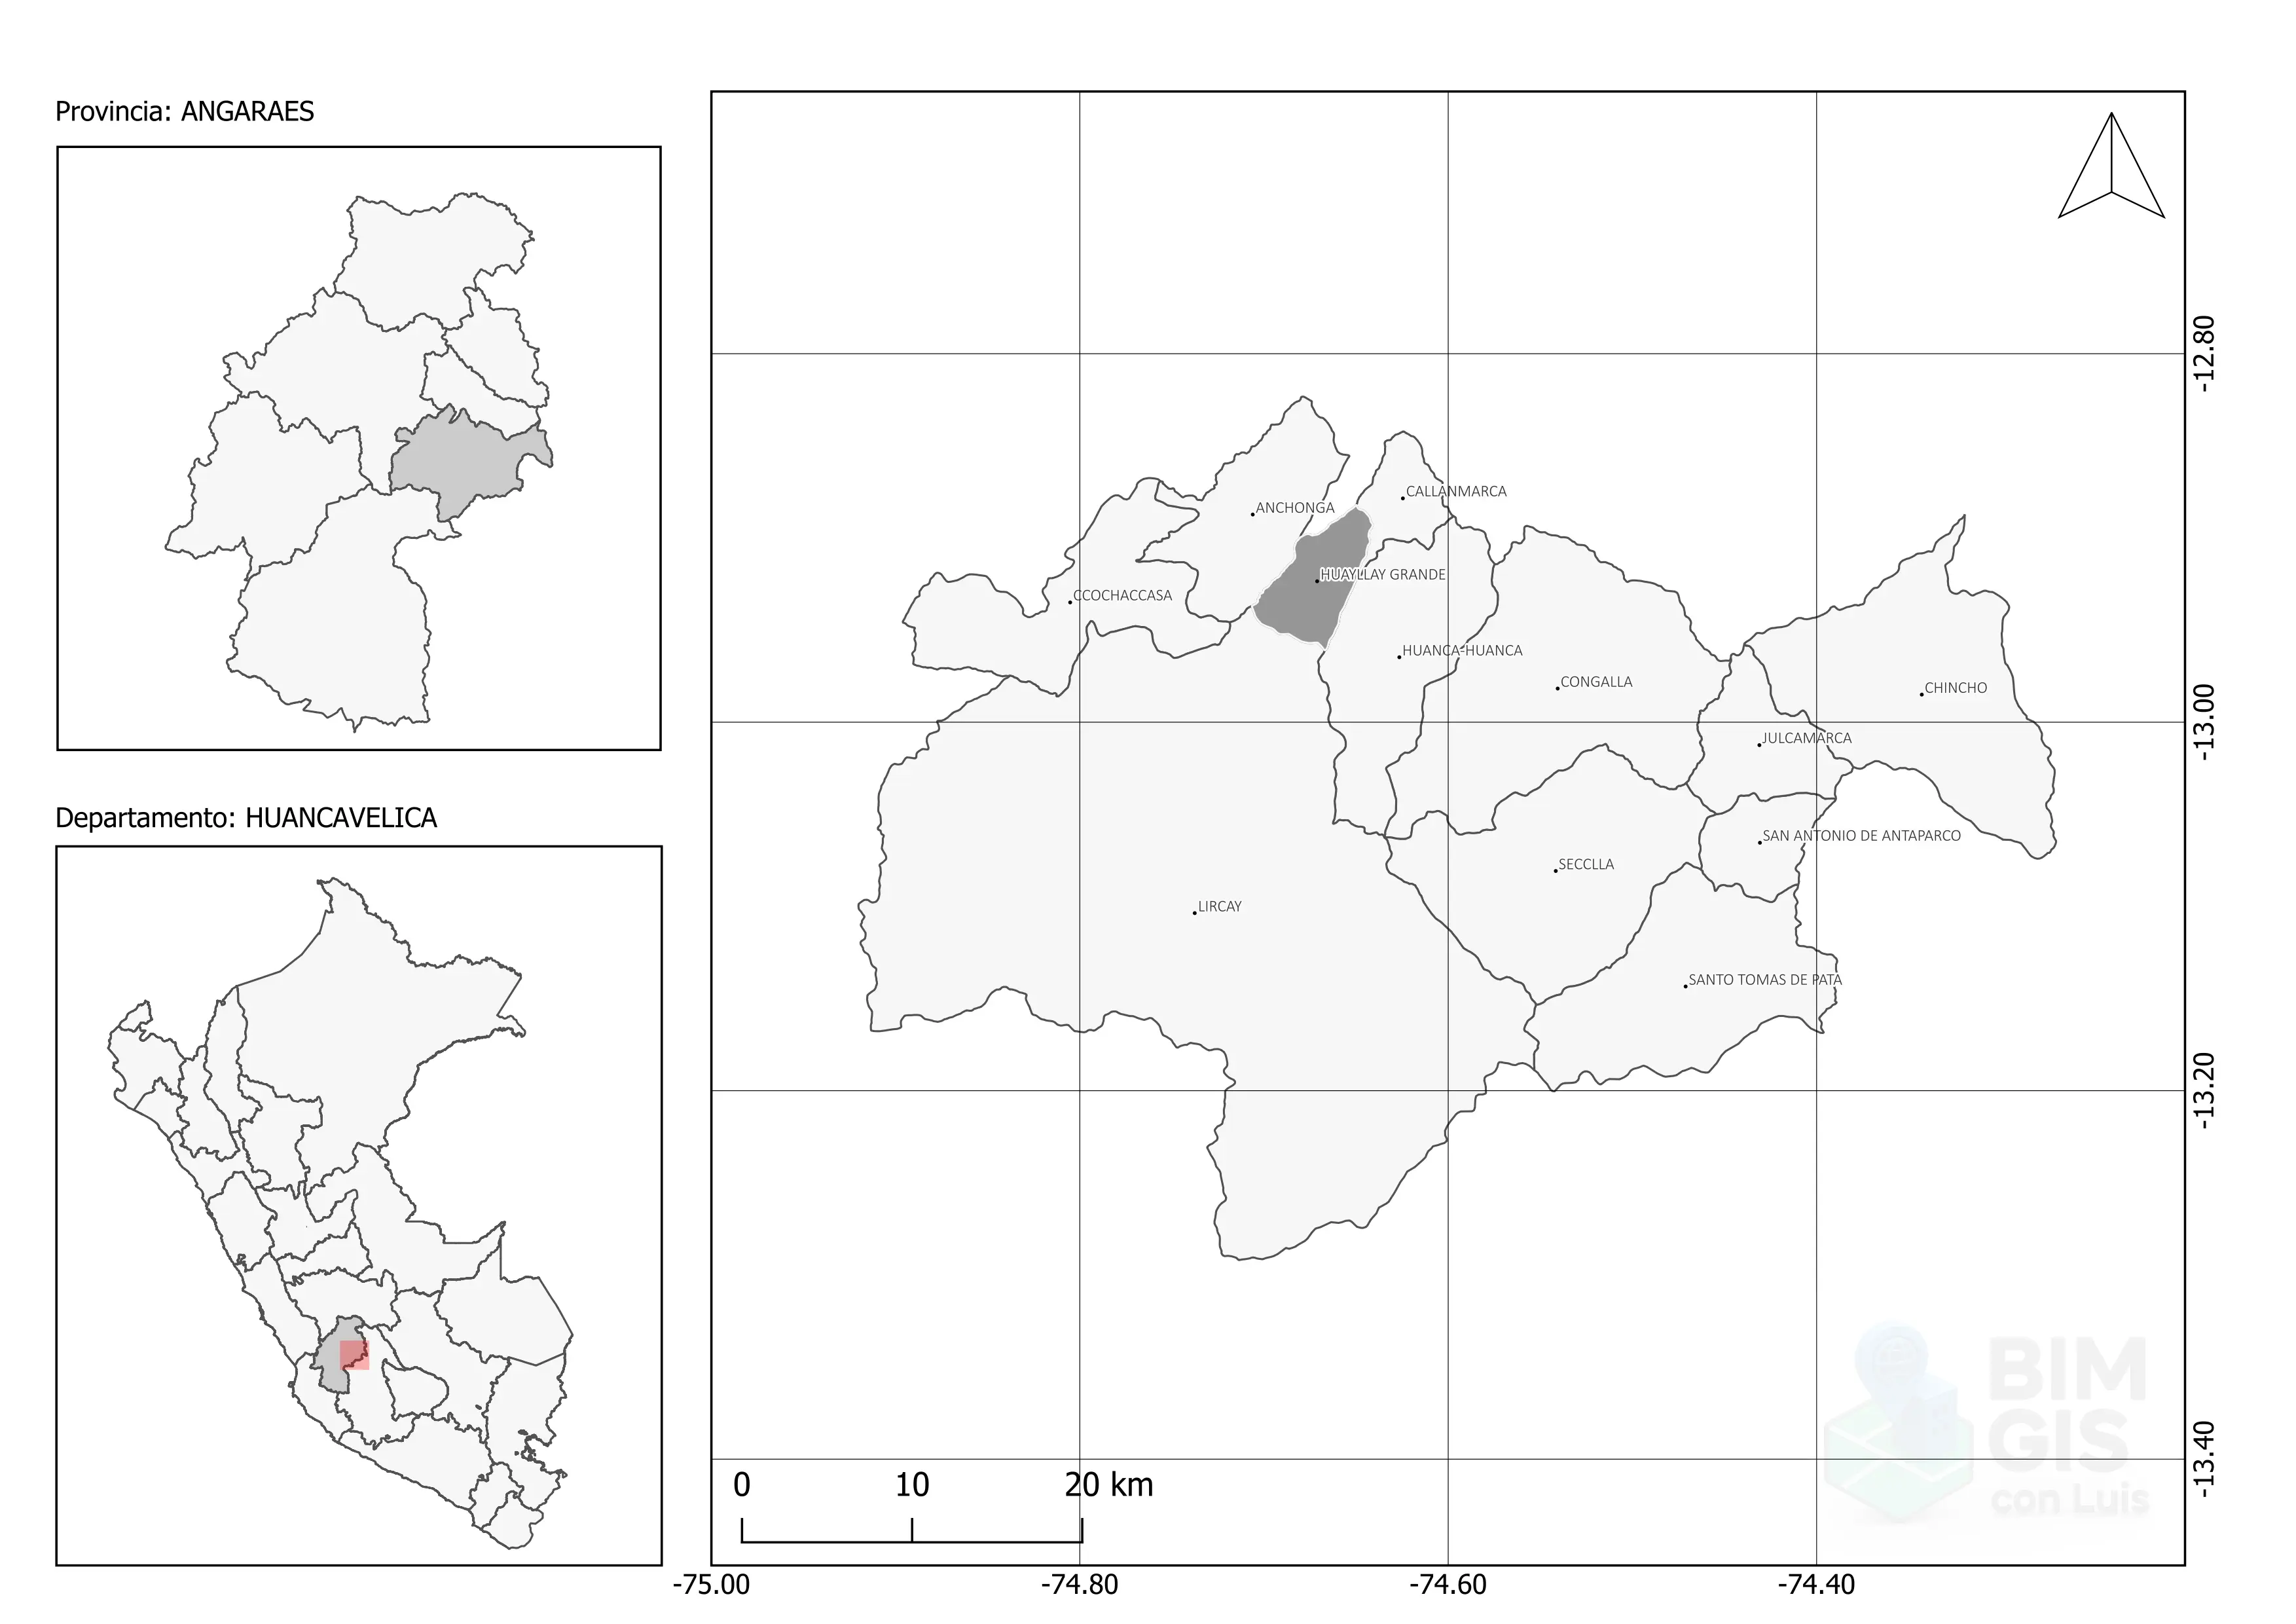 Provincia: ANGARAES
Departamento: HUANCAVELICA
-12.80
CALLANMARCA
ANCHONGA
HUAYLLAY GRANDE
CCOCHACCASA
HUANCA-HUANCA
CONGALLA
CHINCHO
-13.00
JULCAMARCA
SAN ANTONIO DE ANTAPARCO
SECCLLA
LIRCAY
SANTO TOMAS DE PATA
-13.20
BIM
GIS
con Luis
-13.40
0 10 20 km
-75.00 -74.80 -74.60 -74.40